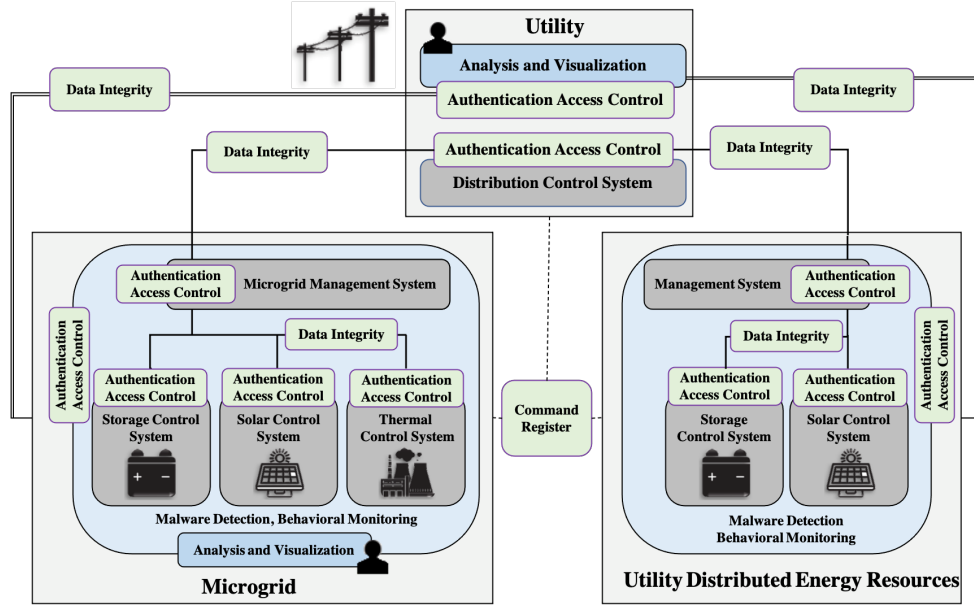 Utility
Analysis and Visualization
Authentication Access Control
Data Integrity
Data Integrity
Data Integrity
Authentication Access Control
Data Integrity
Distribution Control System
Authentication
Access Control
Microgrid Management System
Data Integrity
Authentication
Access Control
Authentication
Access Control
Authentication
Access Control
Authentication
Access Control
Storage Control
System
Solar Control
System
Thermal
Control System
Malware Detection, Behavioral Monitoring
Analysis and Visualization
Microgrid
Command
Register
Management System
Authentication
Access Control
Data Integrity
Authentication
Access Control
Authentication
Access Control
Authentication
Access Control
Storage
Control System
Solar Control
System
Malware Detection
Behavioral Monitoring
Utility Distributed Energy Resources